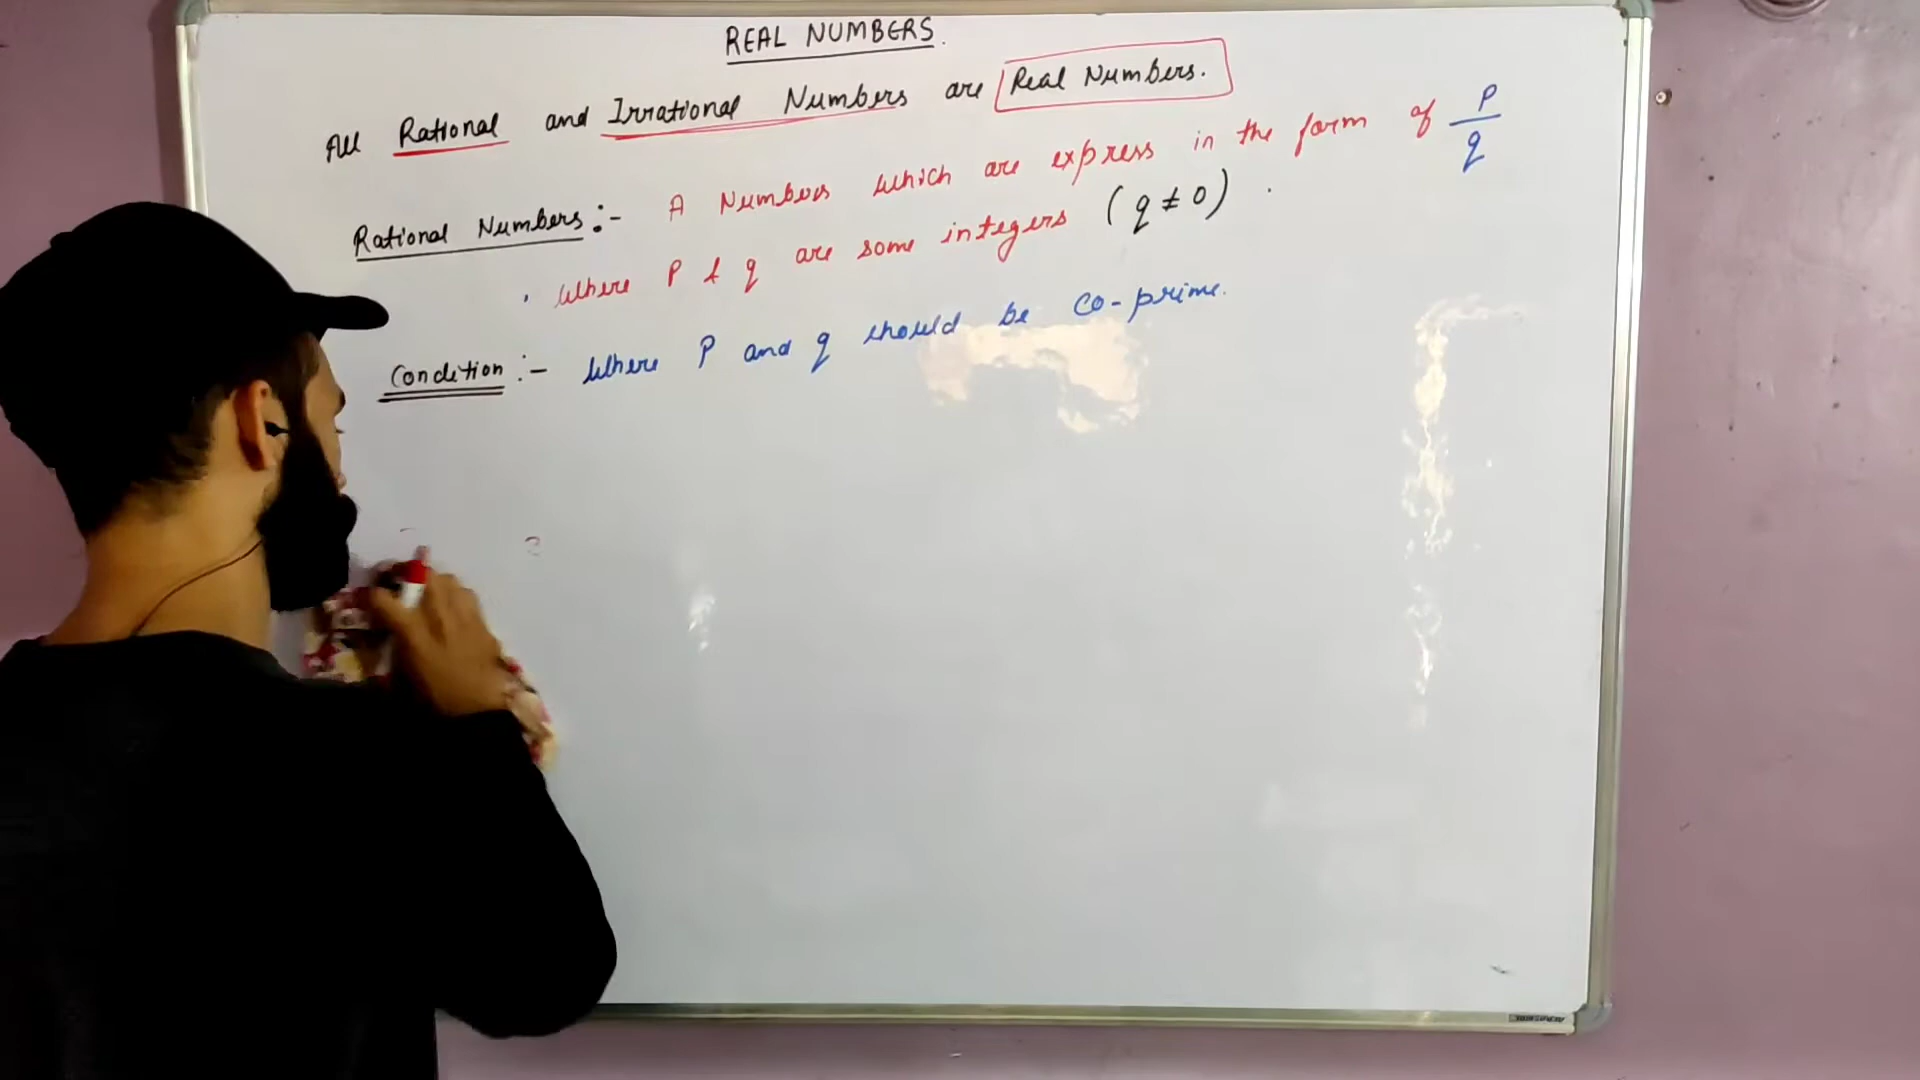 REAL NUMBERS.
All Rational and Irrational Numbers are Real Numbers.
Rational Numbers :- A Numbers which are express in the form of P/q
where P & q are some integers (q ≠ 0).
Condition :- Where P and q should be Co-prime.